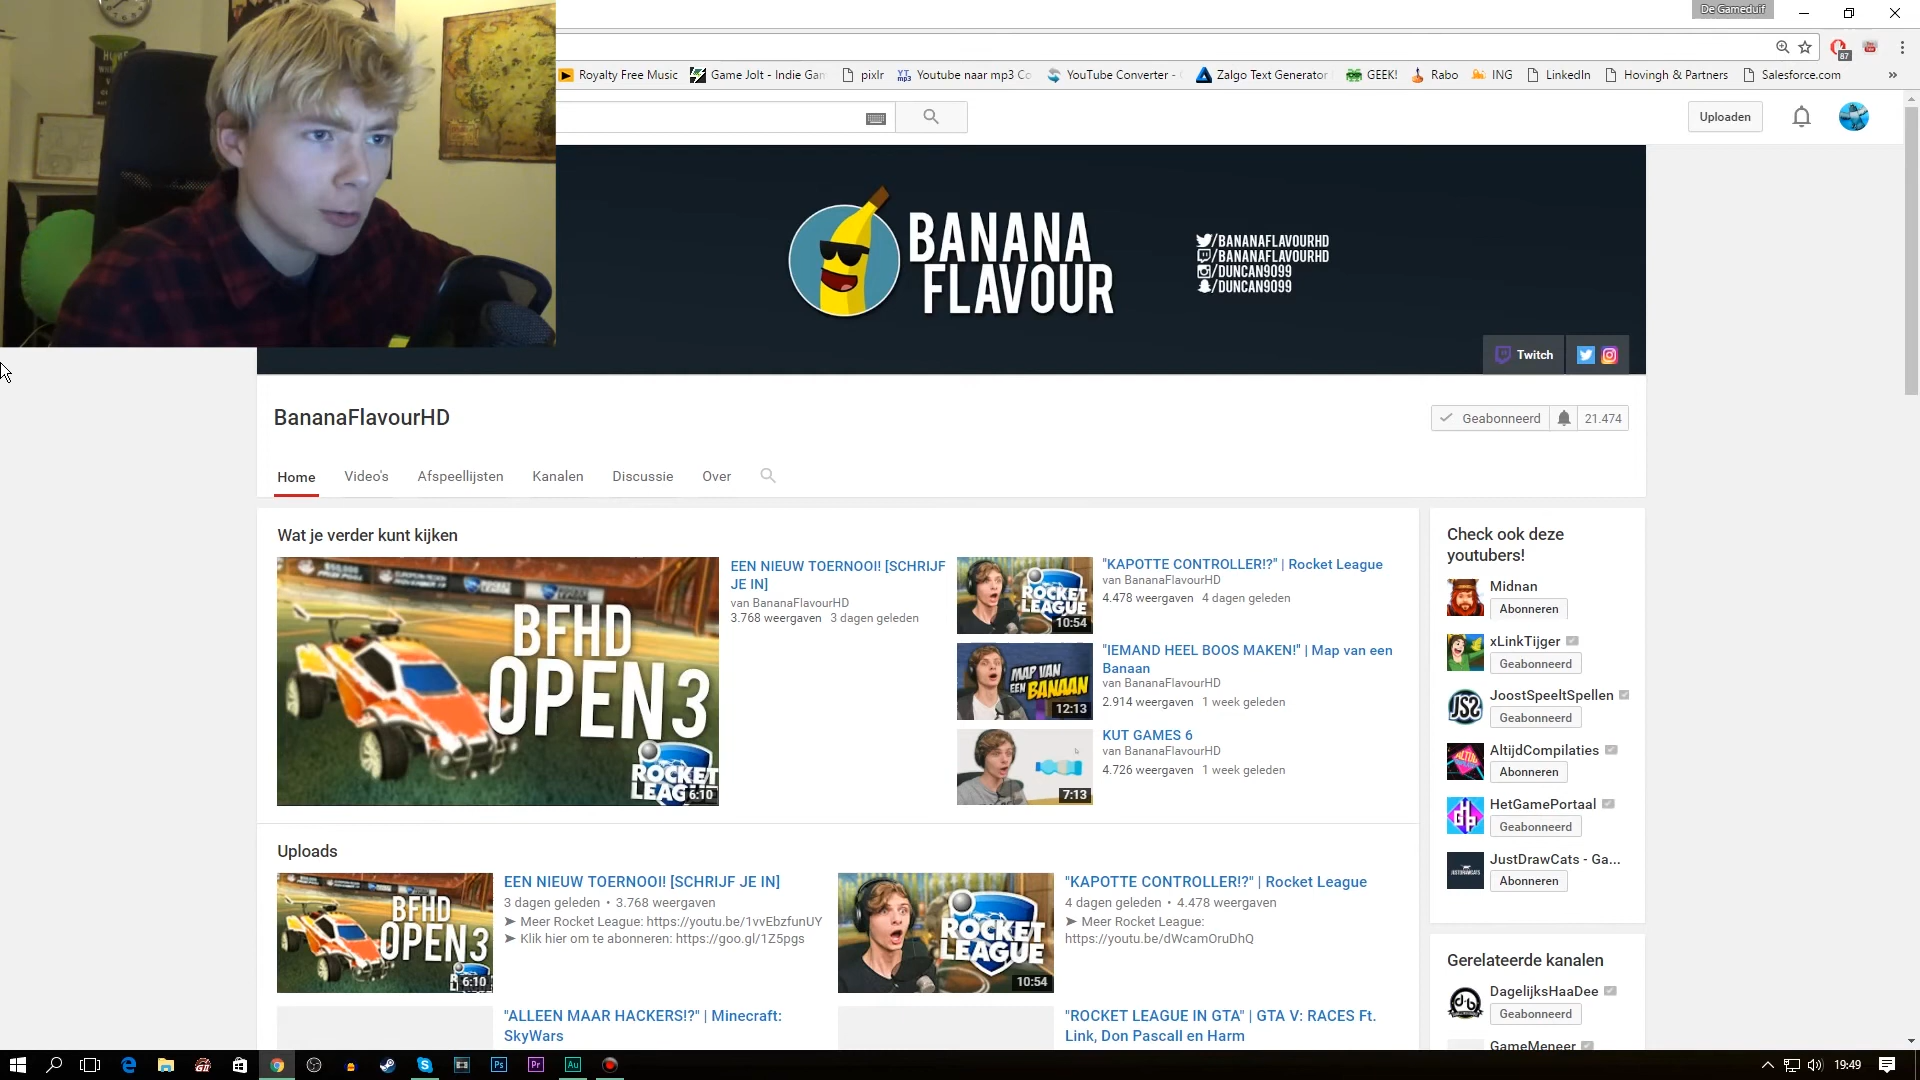 De Gameduif
87
Royalty Free Music
Game Jolt - Indie Gan
pixlr
Youtube naar mp3 Co
YouTube Converter -
Zalgo Text Generator
GEEK!
Rabo
ING
LinkedIn
Hovingh & Partners
Salesforce.com
Uploaden
BANANA
FLAVOUR
/BANANAFLAVOURHD
/BANANAFLAVOURHD
/DUNCAN9099
/DUNCAN9099
Twitch
BananaFlavourHD
Geabonneerd
21.474
Home
Video's
Afspeellijsten
Kanalen
Discussie
Over
Wat je verder kunt kijken
BFHD
OPEN 3
ROCKET
LEAGUE
6:10
EEN NIEUW TOERNOOI! [SCHRIJF
JE IN]
van BananaFlavourHD
3.768 weergaven 3 dagen geleden
ROCKET
LEAGUE
10:54
"KAPOTTE CONTROLLER!?" | Rocket League
van BananaFlavourHD
4.478 weergaven 4 dagen geleden
MAP VAN
EEN BANAAN
12:13
"IEMAND HEEL BOOS MAKEN!" | Map van een
Banaan
van BananaFlavourHD
2.914 weergaven 1 week geleden
7:13
KUT GAMES 6
van BananaFlavourHD
4.726 weergaven 1 week geleden
Uploads
BFHD
OPEN 3
6:10
EEN NIEUW TOERNOOI! [SCHRIJF JE IN]
3 dagen geleden • 3.768 weergaven
➤ Meer Rocket League: https://youtu.be/1vvEbzfunUY
➤ Klik hier om te abonneren: https://goo.gl/1Z5pgs
ROCKET
LEAGUE
10:54
"KAPOTTE CONTROLLER!?" | Rocket League
4 dagen geleden • 4.478 weergaven
➤ Meer Rocket League:
https://youtu.be/dWcamOruDhQ
"ALLEEN MAAR HACKERS!?" | Minecraft:
SkyWars
"ROCKET LEAGUE IN GTA" | GTA V: RACES Ft.
Link, Don Pascall en Harm
Check ook deze
youtubers!
Midnan
Abonneren
xLinkTijger
Geabonneerd
JoostSpeeltSpellen
Geabonneerd
AltijdCompilaties
Abonneren
HetGamePortaal
Geabonneerd
JustDrawCats - Ga...
Abonneren
Gerelateerde kanalen
DagelijksHaaDee
Geabonneerd
GameMeneer
19:49